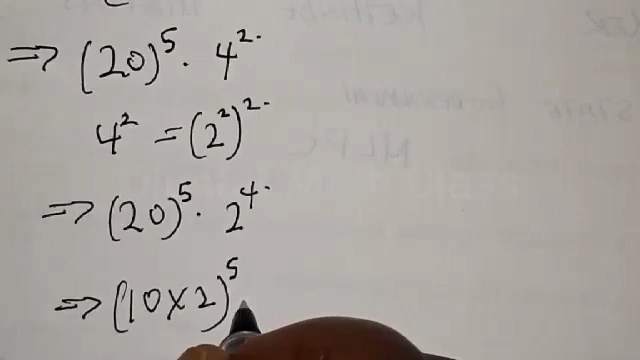 ⇒ (20)⁵ · 4²·
4² = (2²)²·
⇒ (20)⁵ · 2⁴·
⇒ (10×2)⁵